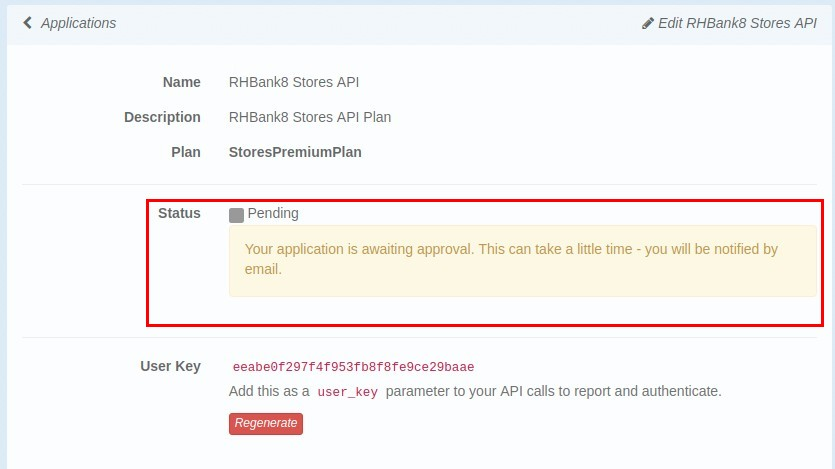 Applications Edit RHBank8 Stores API
Name RHBank8 Stores API
Description RHBank8 Stores API Plan
Plan StoresPremiumPlan
Status Pending
Your application is awaiting approval. This can take a little time - you will be notified by
email.
User Key eeabe0f297f4f953fb8f8fe9ce29baae
Add this as a user_key parameter to your API calls to report and authenticate.
Regenerate